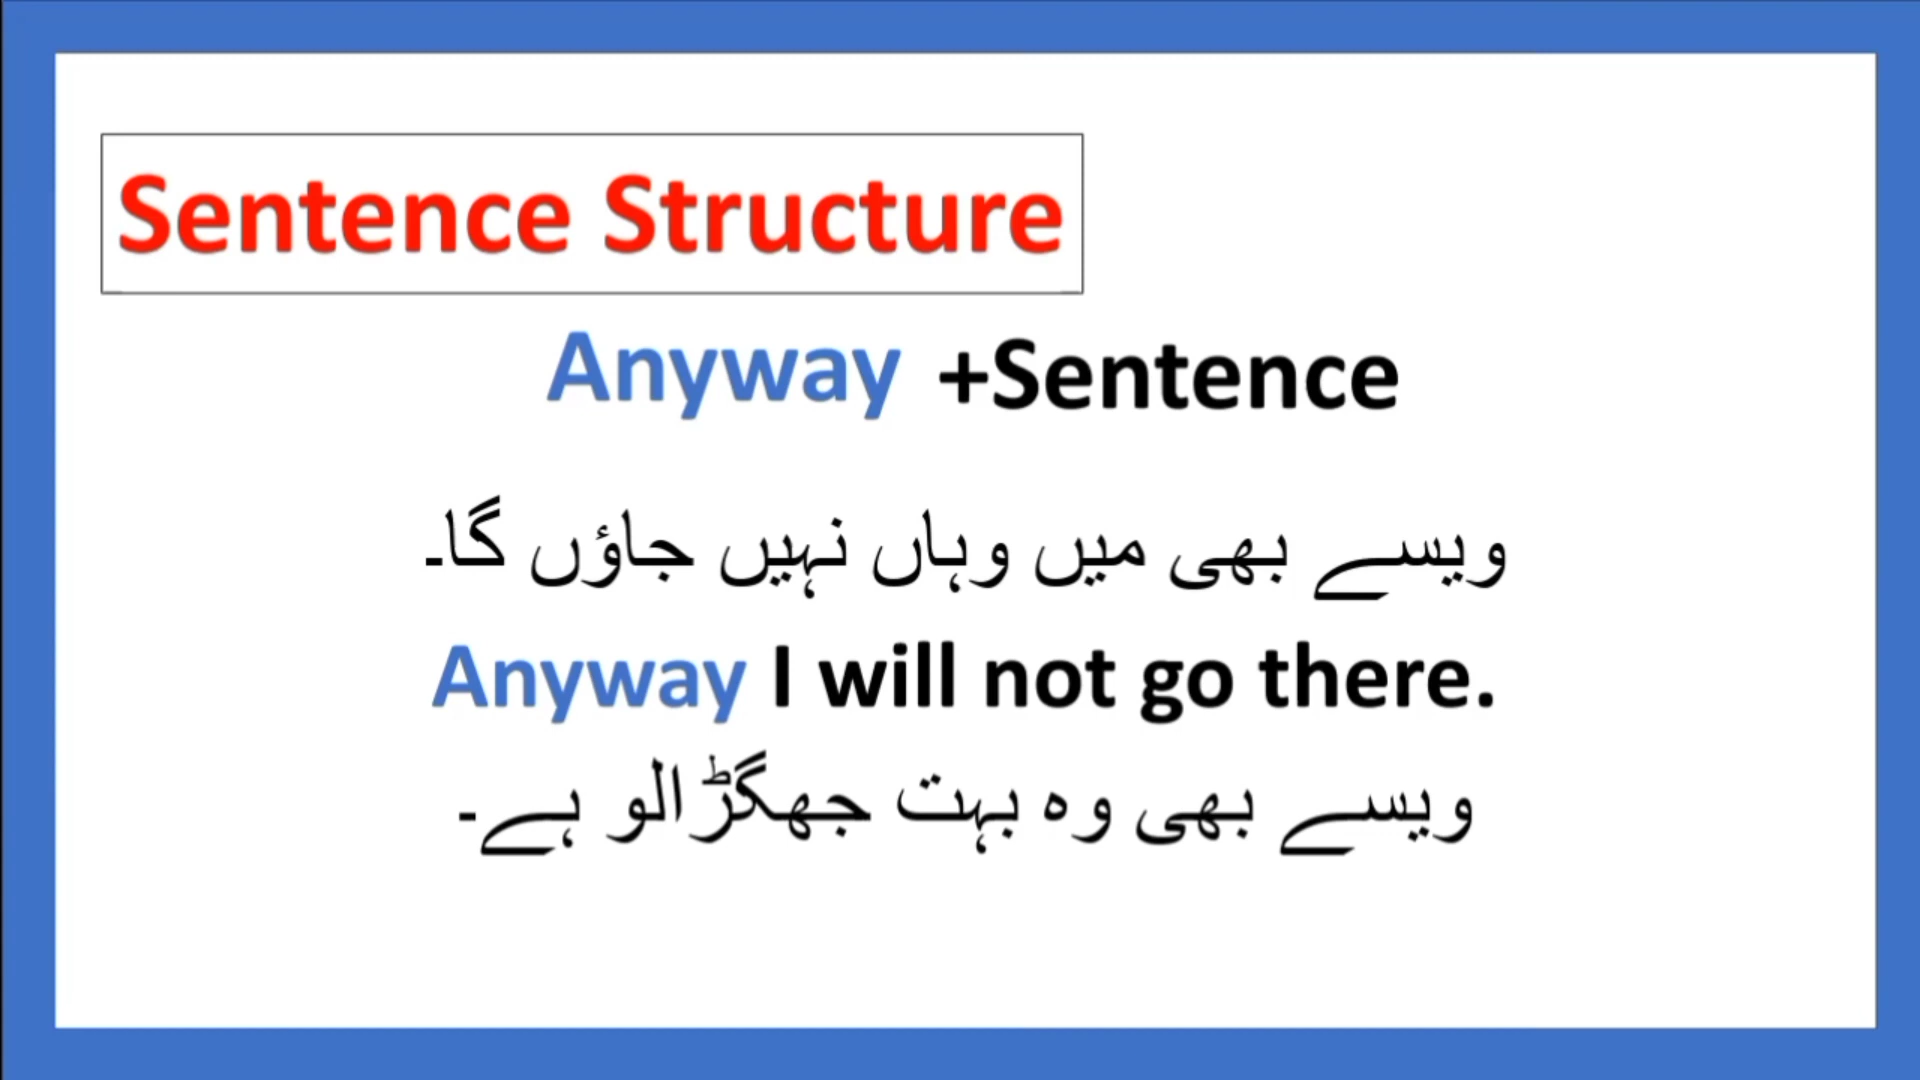 Sentence Structure
Anyway +Sentence
ویسے بھی میں وہاں نہیں جاؤں گا۔
Anyway I will not go there.
ویسے بھی وہ بہت جھگڑالو ہے۔